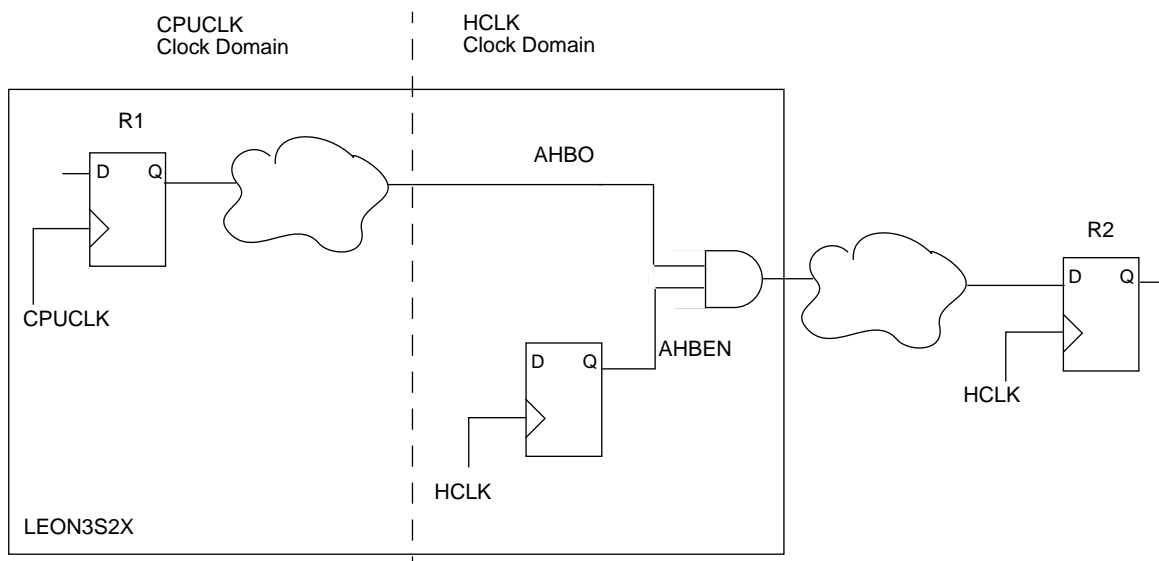 CPUCLK
Clock Domain
HCLK
Clock Domain
R1
D Q
CPUCLK
AHBO
R2
D Q
HCLK
AHBEN
D Q
HCLK
LEON3S2X